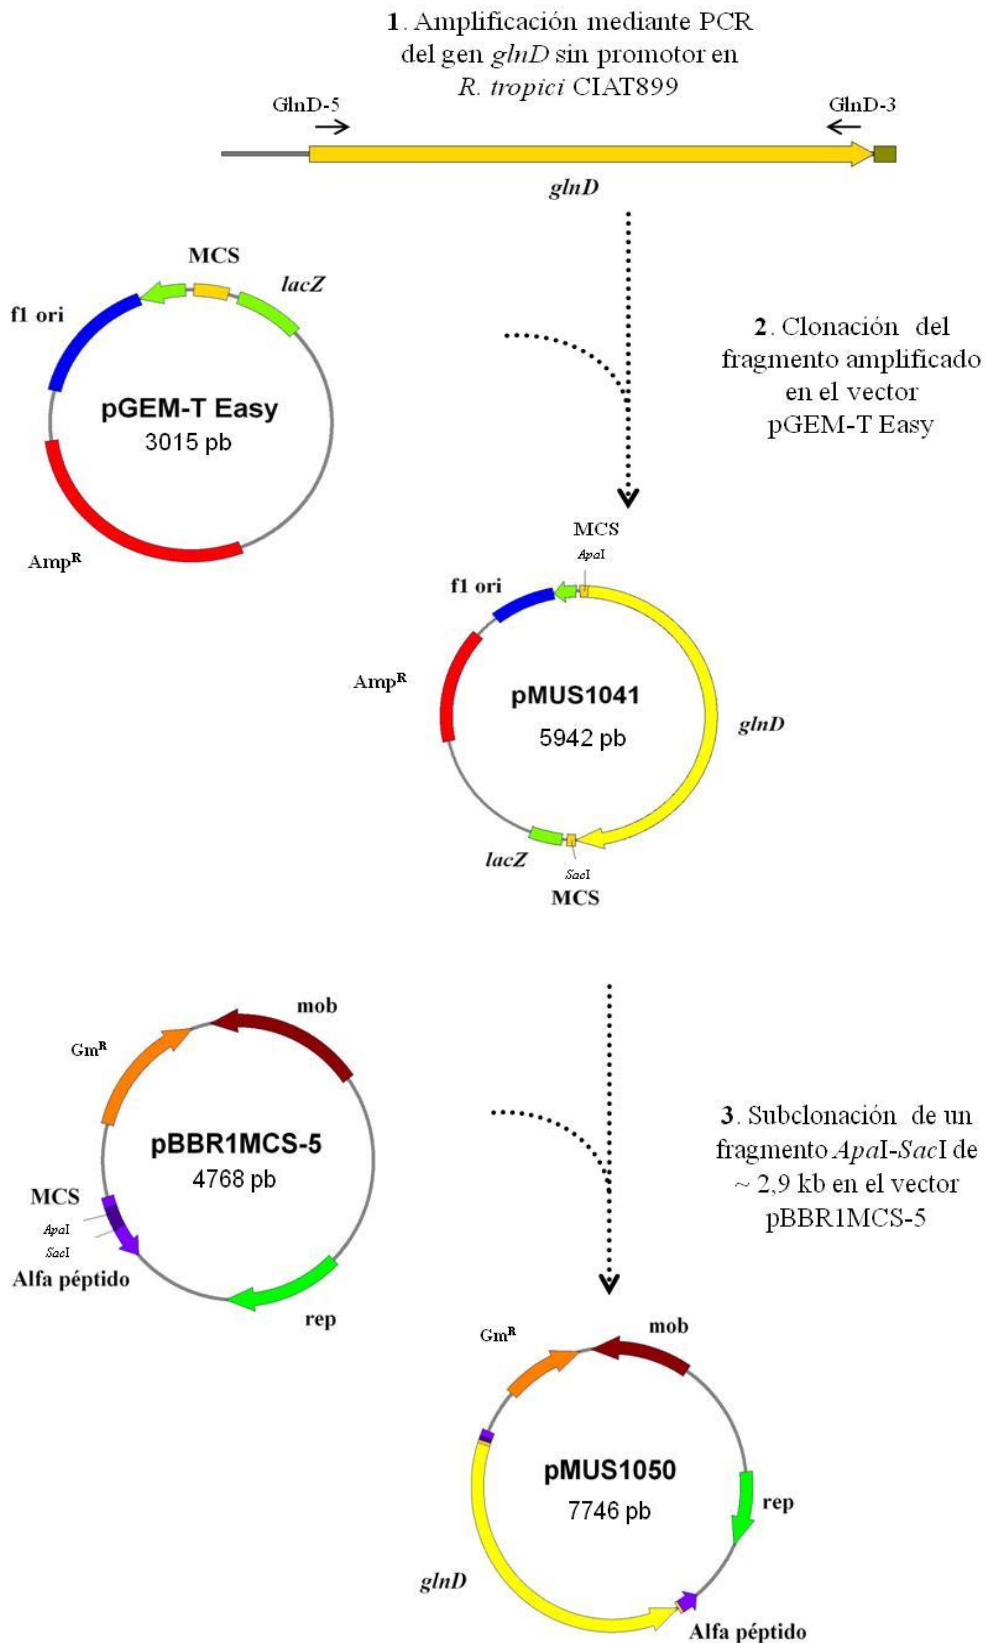 1. Amplificación mediante PCR
del gen glnD sin promotor en
R. tropici CIAT899
GlnD-5
GlnD-3
glnD
MCS
lacZ
f1 ori
pGEM-T Easy
3015 pb
Amp^R
2. Clonación del
fragmento amplificado
en el vector
pGEM-T Easy
MCS
ApaI
f1 ori
Amp^R
pMUS1041
5942 pb
glnD
lacZ
SacI
MCS
mob
Gm^R
pBBR1MCS-5
4768 pb
MCS
ApaI
SacI
Alfa péptido
rep
3. Subclonación de un
fragmento ApaI-SacI de
~ 2,9 kb en el vector
pBBR1MCS-5
Gm^R
mob
pMUS1050
7746 pb
rep
glnD
Alfa péptido